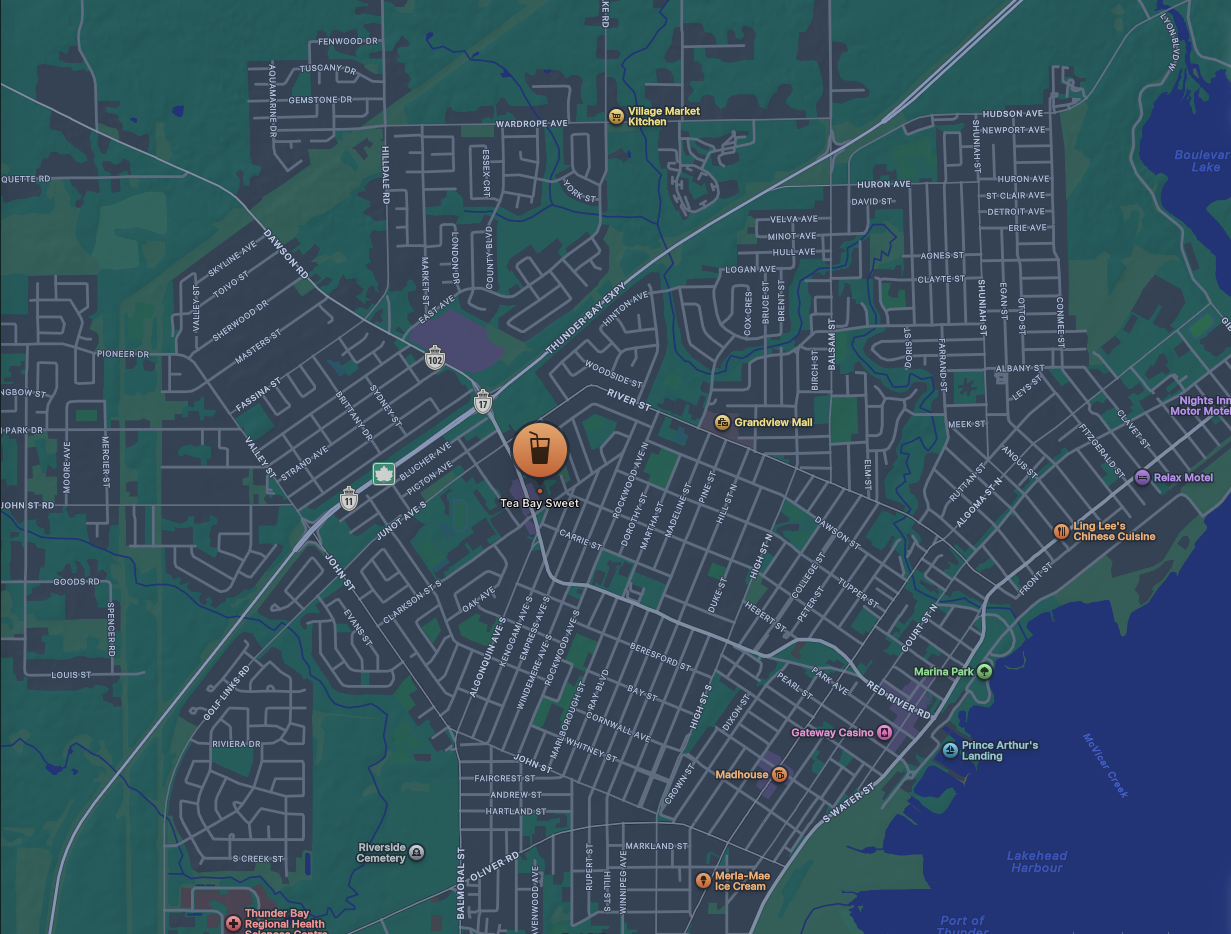 KE RD
LYON BLVD W
FENWOOD DR
TUSCANY DR
AQUAMARINE DR
GEMSTONE DR
Village Market
Kitchen
WARDROPE AVE
HUDSON AVE
NEWPORT AVE
SHUNIAH ST
HILLDALE RD
ESSEX CRT
YORK ST
Boulevar
Lake
QUETTE RD
HURON AVE
HURON AVE
ST CLAIR AVE
DAVID ST
DETROIT AVE
ERIE AVE
VELVA AVE
MINOT AVE
HULL AVE
DAWSON RD
SKYLINE AVE
LONDON DR
COUNTY BLVD
MARKET ST
AGNES ST
LOGAN AVE
CLAYTE ST
TOIVO ST
VALLEY ST
SHERWOOD DR
EAST AVE
THUNDER BAY EXPY
HINTON AVE
COX CRES
BRUCE ST
BRENT ST
SHUNIAH ST
EGAN ST
OTTO ST
CONMEE ST
MASTERS ST
PIONEER DR
102
BALSAM ST
DORIS ST
FARRAND ST
BIRCH ST
ALBANY ST
WOODSIDE ST
LEYS ST
NGBOW ST
FASSINA ST
SYDNEY ST
BRITTANY DR
17
RIVER ST
Nights Inn
Motor Mote
Grandview Mall
MEEK ST
CLAVET ST
FITZGERALD ST
PARK DR
MOORE AVE
MERCIER ST
VALLEY ST
STRAND AVE
BLUCHER AVE
PICTON AVE
ROCKWOOD AVE N
ELM ST
ANGUS ST
RUTTAN ST
ALGOMA ST N
Relax Motel
JOHN ST RD
11
JUNOT AVE S
Tea Bay Sweet
DOROTHY ST
MARTHA ST
MADELINE ST
PINE ST
HILL ST N
DAWSON ST
Ling Lee's
Chinese Cuisine
CARRIE ST
HIGH ST N
COLLEGE ST
PETER ST
TUPPER ST
FRONT ST
GOODS RD
JOHN ST
CLARKSON ST S
OAK AVE
DUKE ST
HEBERT ST
COURT ST N
SPENCE RD
EVANS ST
ALGONQUIN AVE S
KENOGAMI AVE S
EMPRESS AVE S
WINDEMERE AVE S
ROCKWOOD AVE S
BERESFORD ST
LOUIS ST
GOLF LINKS RD
RAY BLVD
BAY ST
PEARL ST
PARK AVE
RED RIVER RD
Marina Park
MARLBOROUGH ST
CORNWALL AVE
HIGH ST S
DIXON ST
Gateway Casino
RIVIERA DR
WHITNEY ST
Prince Arthur's
Landing
McVicar Creek
JOHN ST
FAIRCREST ST
CROWN ST
Madhouse
ANDREW ST
HARTLAND ST
S WATER ST
Riverside
Cemetery
S CREEK ST
OLIVER RD
BALMORAL ST
RUPERT ST
HILL ST S
WINNIPEG AVE
MARKLAND ST
Lakehead
Harbour
Merla-Mae
Ice Cream
VENWOOD AVE
Thunder Bay
Regional Health
Sciences Centre
Port of
Thunder